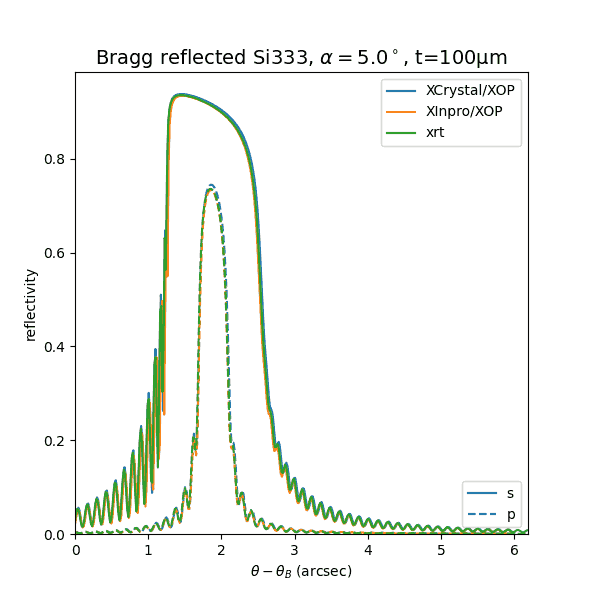 Bragg reflected Si333, α = 5.0°, t=100μm
XCrystal/XOP
XInpro/XOP
xrt
reflectivity
0.8
0.6
0.4
0.2
0.0
s
p
0 1 2 3 4 5 6
θ − θ_B (arcsec)